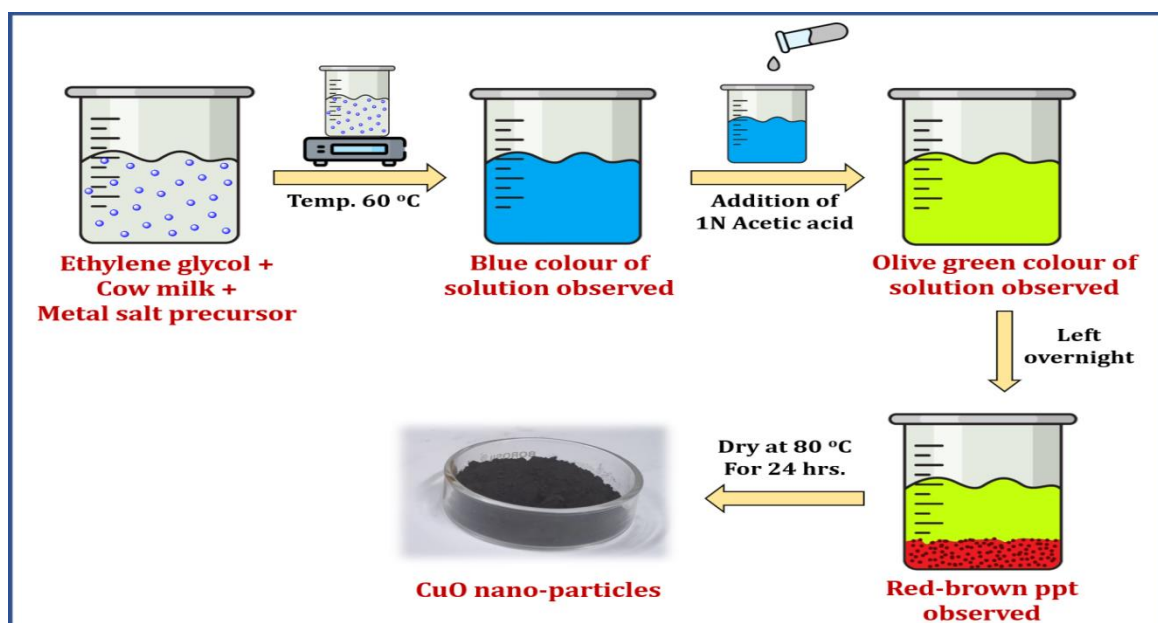 Ethylene glycol +
Cow milk +
Metal salt precursor
Temp. 60 °C
Blue colour of
solution observed
Addition of
1N Acetic acid
Olive green colour of
solution observed
Left
overnight
Red-brown ppt
observed
Dry at 80 °C
For 24 hrs.
CuO nano-particles